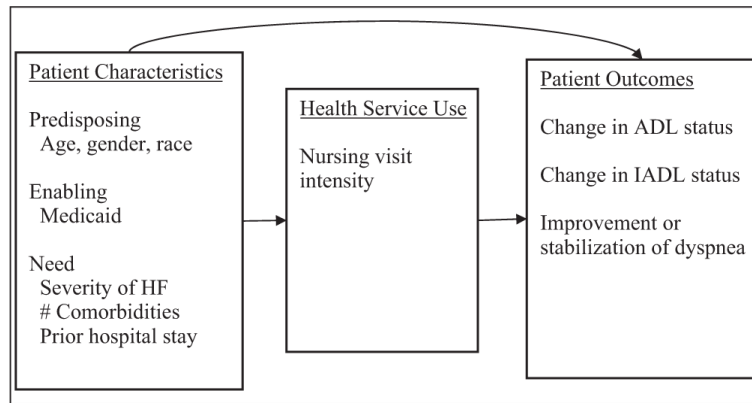 Patient Characteristics
Predisposing
Age, gender, race
Enabling
Medicaid
Need
Severity of HF
# Comorbidities
Prior hospital stay
Health Service Use
Nursing visit
intensity
Patient Outcomes
Change in ADL status
Change in IADL status
Improvement or
stabilization of dyspnea